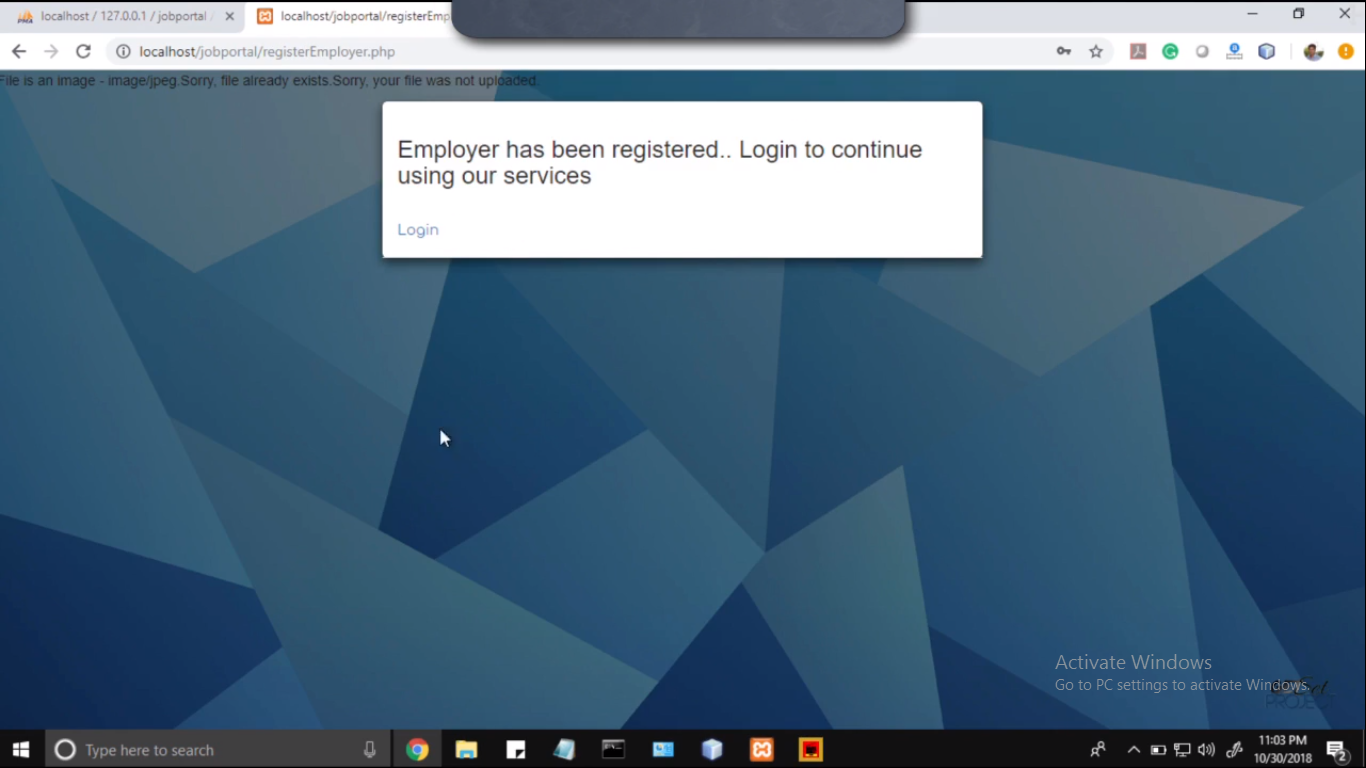 localhost / 127.0.0.1 / jobportal /
localhost/jobportal/registerEmp
localhost/jobportal/registerEmployer.php
File is an image - image/jpeg.Sorry, file already exists.Sorry, your file was not uploaded.
Employer has been registered.. Login to continue
using our services
Login
Activate Windows
Go to PC settings to activate Windows.
PROJECT
Type here to search
11:03 PM
10/30/2018
2